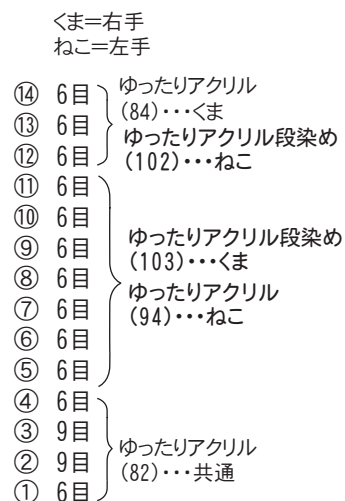 くま＝右手
ねこ＝左手
⑭ 6目
⑬ 6目
⑫ 6目
ゆったりアクリル
(84)・・・くま
ゆったりアクリル段染め
(102)・・・ねこ
⑪ 6目
⑩ 6目
⑨ 6目
⑧ 6目
⑦ 6目
⑥ 6目
⑤ 6目
ゆったりアクリル段染め
(103)・・・くま
ゆったりアクリル
(94)・・・ねこ
④ 6目
③ 9目
② 9目
① 6目
ゆったりアクリル
(82)・・・共通